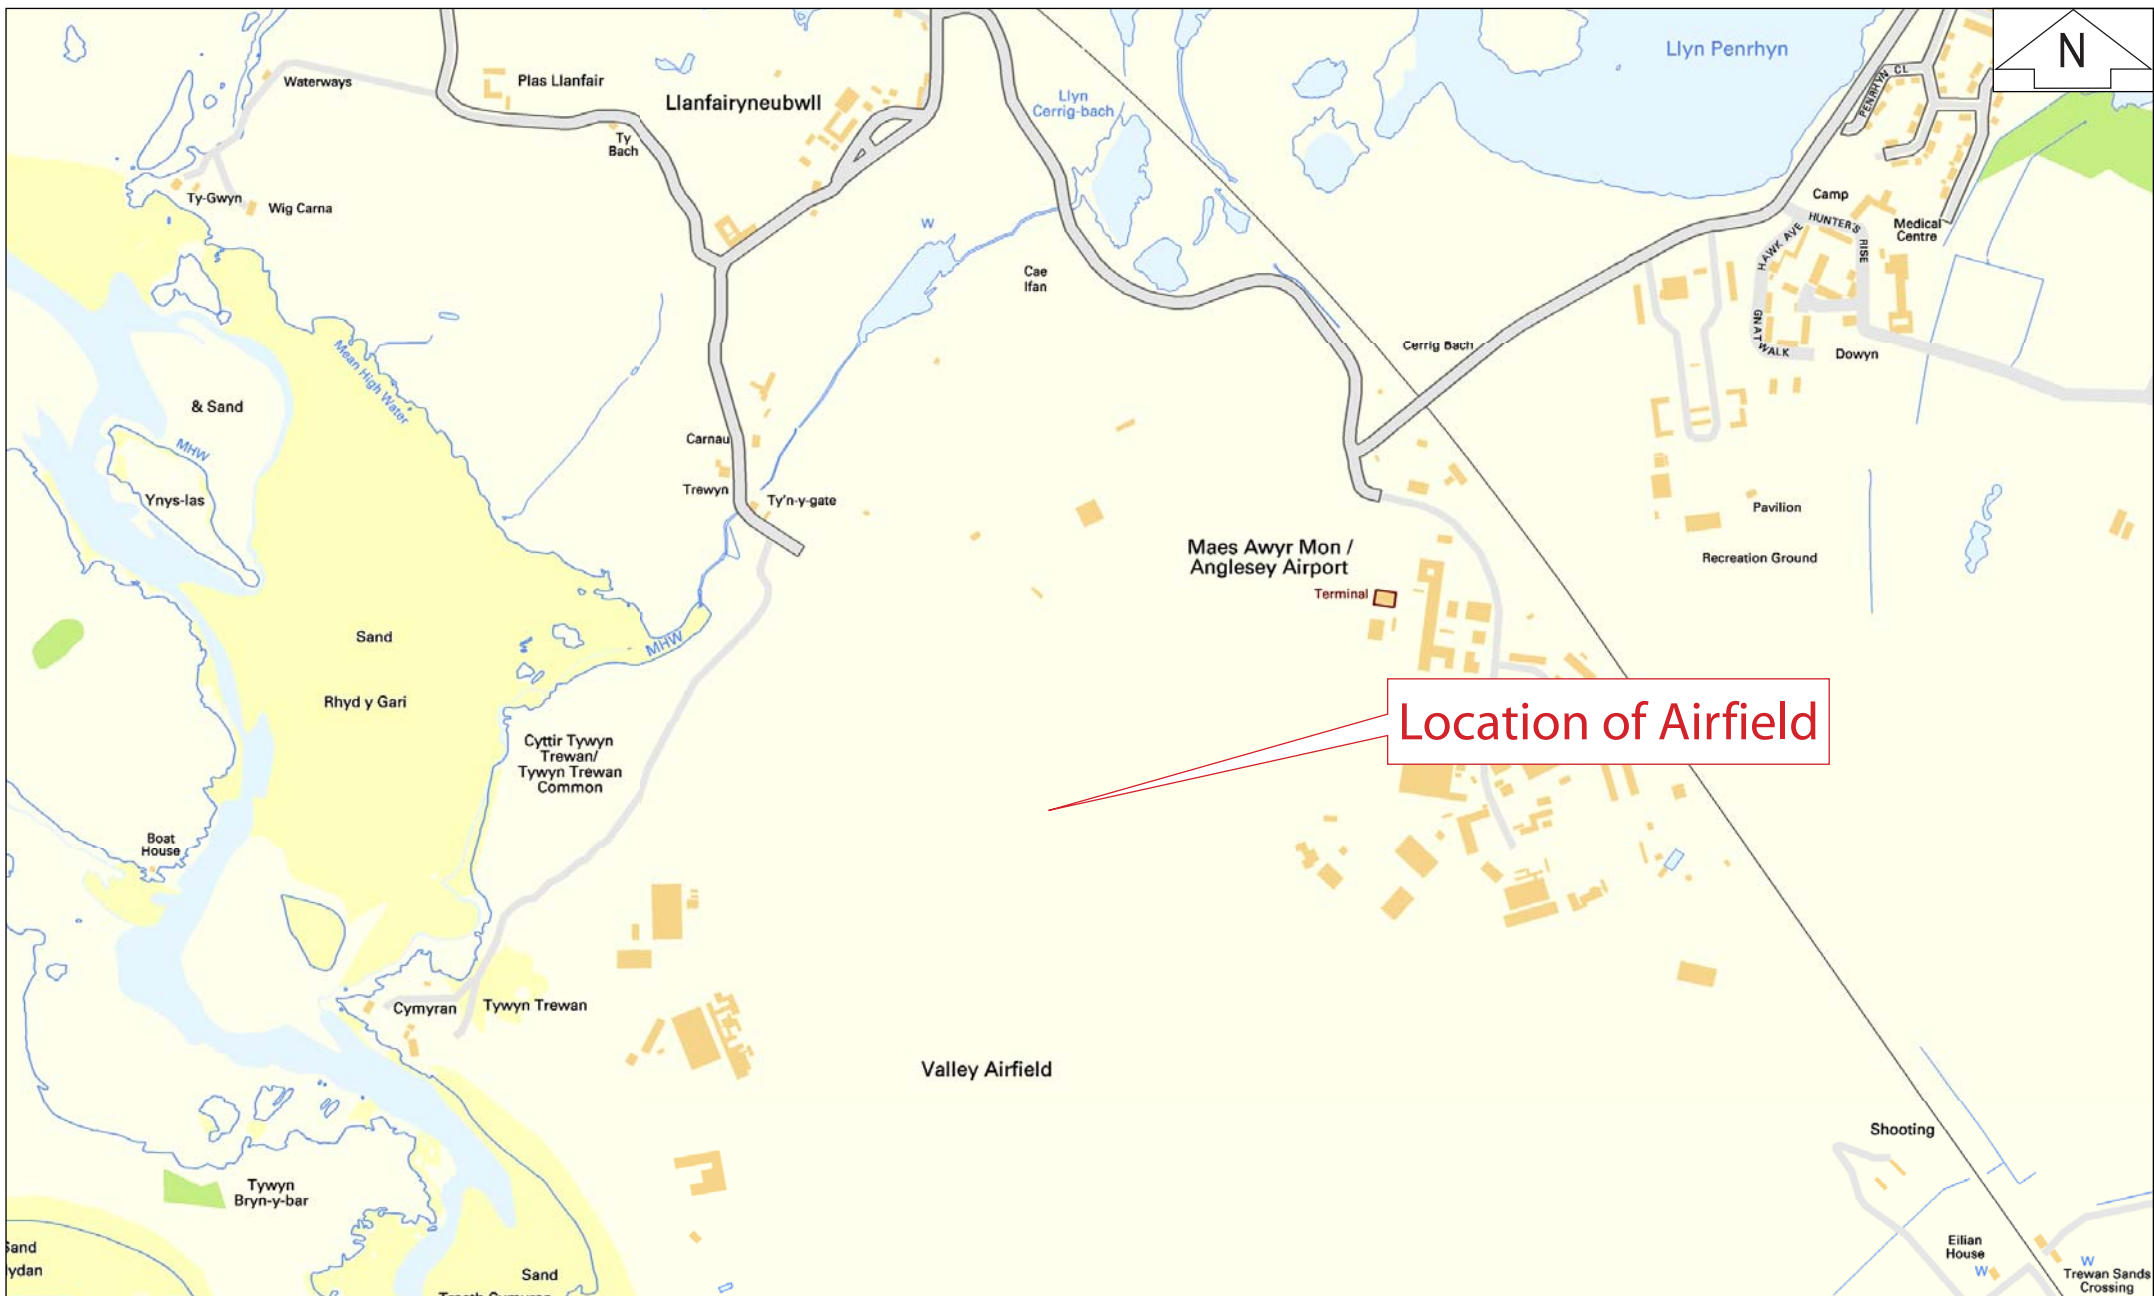 N
Llyn Penrhyn
PENRHYN CL
Waterways
Plas Llanfair
Llanfairyneubwll
Llyn
Cerrig-bach
Ty
Bach
Ty-Gwyn
Wig Carna
W
Camp
HUNTER'S
RISE
HAWK AVE
Medical
Centre
Cae
Ifan
GNAT WALK
Dowyn
Cerrig Bach
Mean High Water
& Sand
MHW
Ynys-las
Carnau
Trewyn
Ty'n-y-gate
Pavilion
Recreation Ground
Maes Awyr Mon /
Anglesey Airport
Terminal
Sand
MHW
Rhyd y Gari
Location of Airfield
Cyttir Tywyn
Trewan/
Tywyn Trewan
Common
Boat
House
Cymyran
Tywyn Trewan
Valley Airfield
Shooting
Tywyn
Bryn-y-bar
Sand
Eilian
House
W
W
Trewan Sands
Crossing
Sand